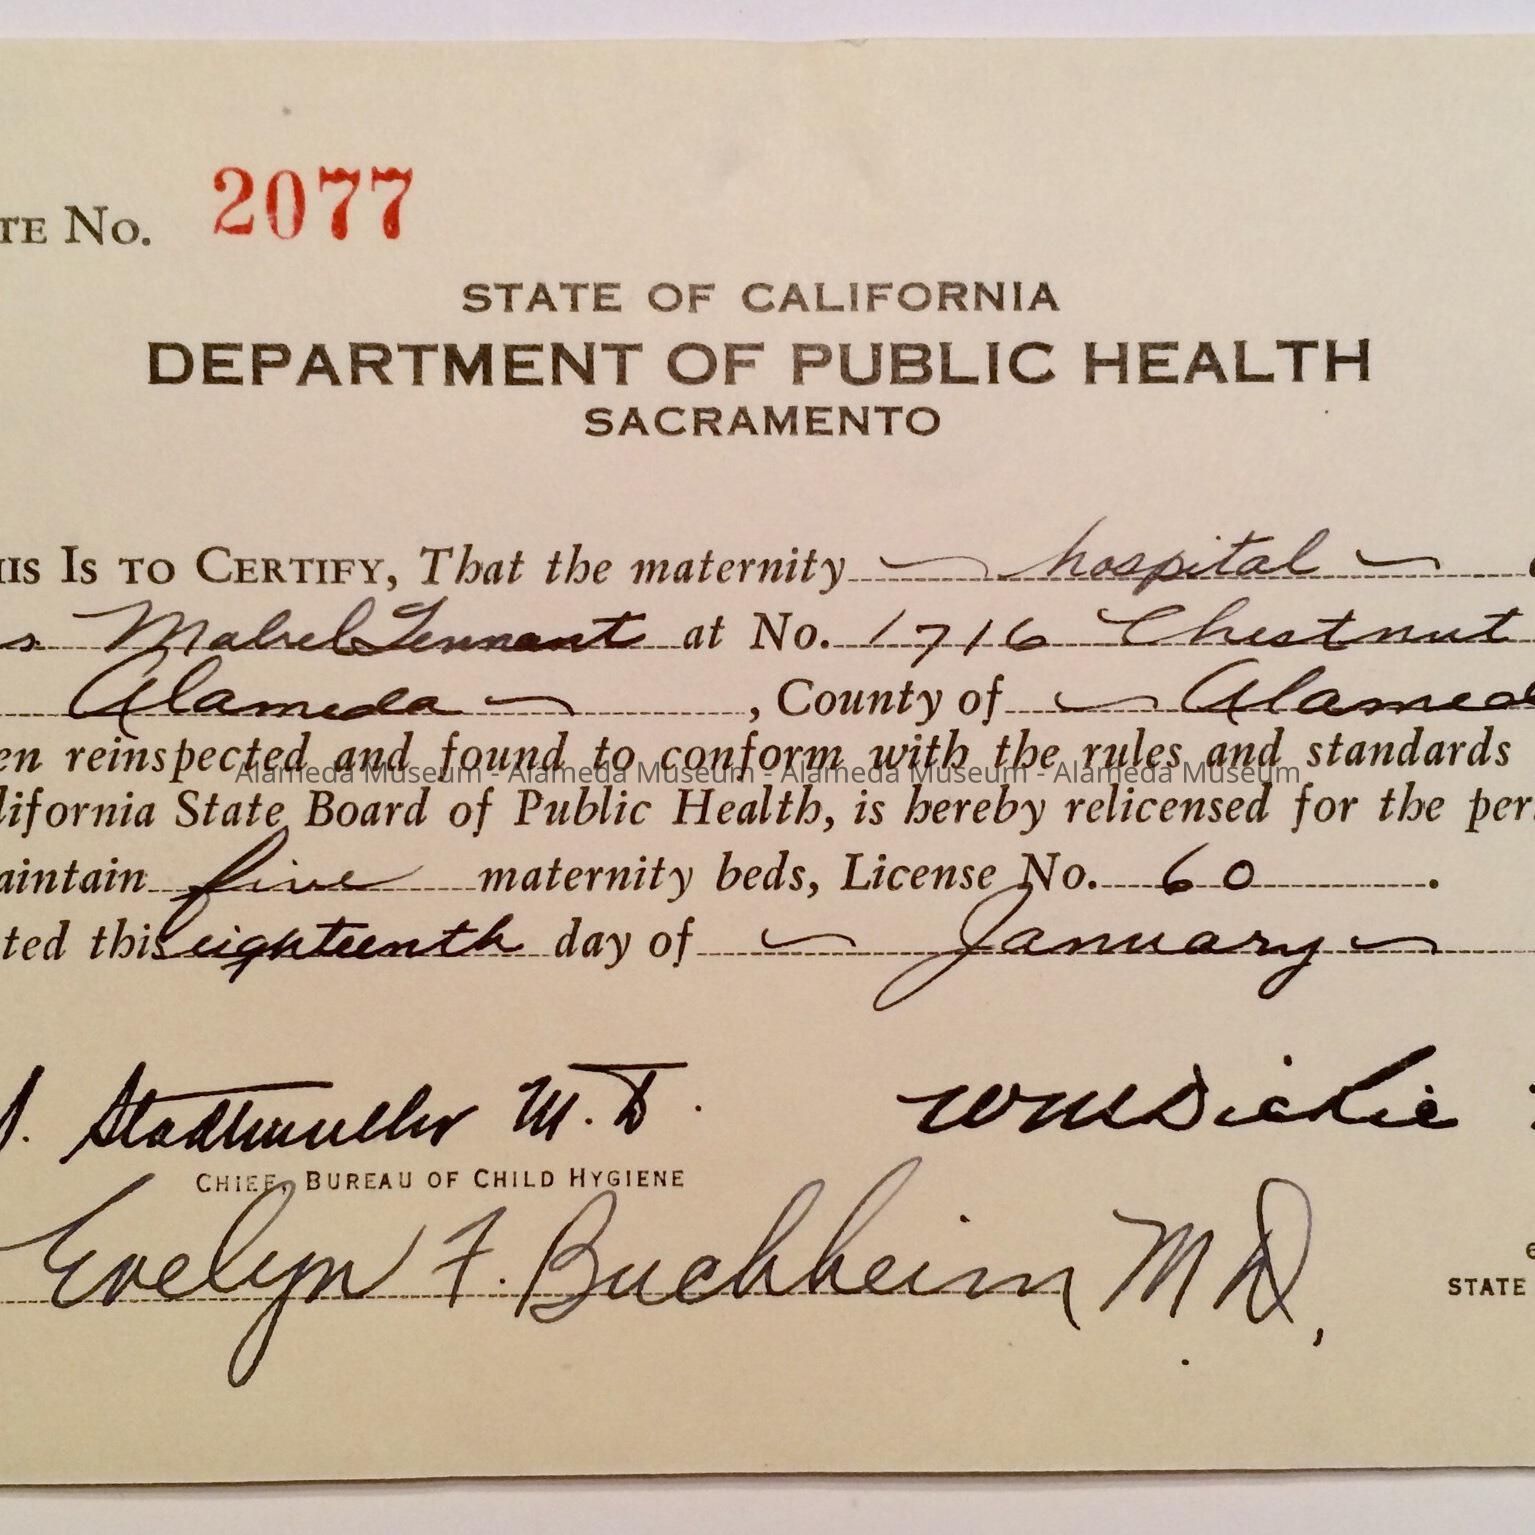 TE No. 2077
STATE OF CALIFORNIA
DEPARTMENT OF PUBLIC HEALTH
SACRAMENTO
IS IS TO CERTIFY, That the maternity hospital
s Mabel Tennant at No. 1716 Chestnut
Alameda, County of Alamed
en reinspected and found to conform with the rules and standards
Alameda Museum - Alameda Museum - Alameda Museum - Alameda Museum
lifornia State Board of Public Health, is hereby relicensed for the per
aintain five maternity beds, License No. 60.
ted this eighteenth day of January
Stadtmuller M.D. Wm Dickie
CHIEF, BUREAU OF CHILD HYGIENE
Evelyn F. Buchheim MD,
STATE